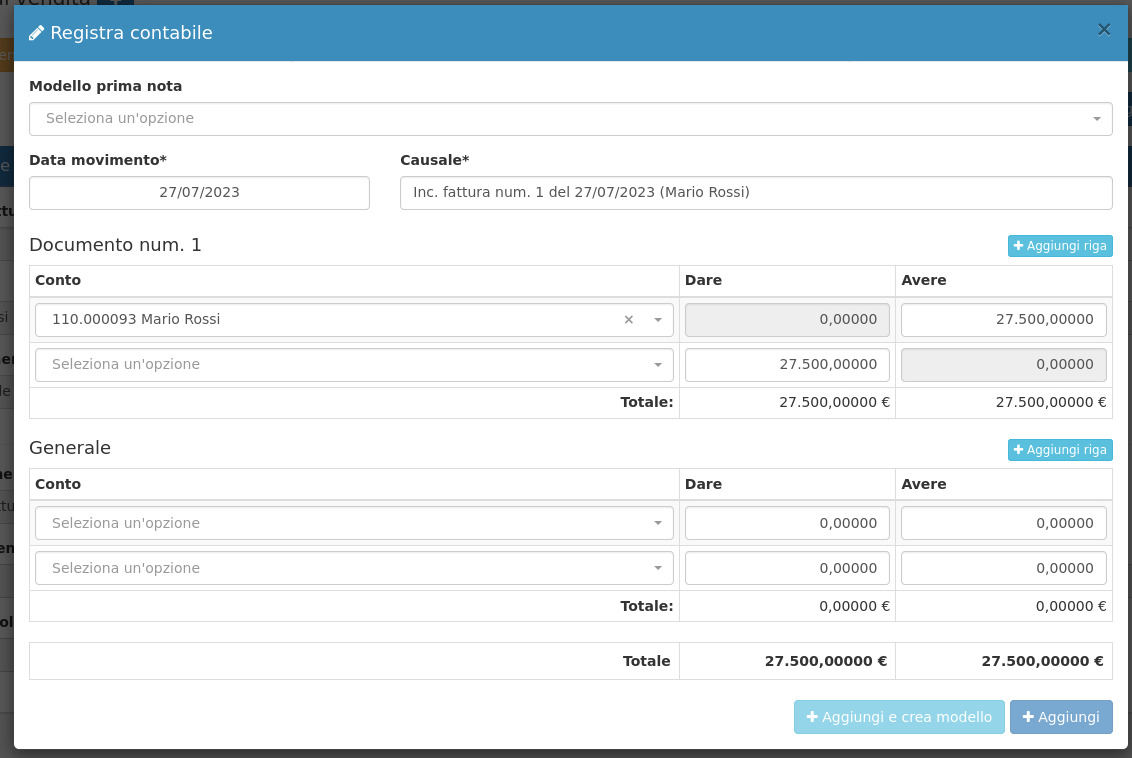 Registra contabile ×
Modello prima nota
Seleziona un'opzione
Data movimento* Causale*
27/07/2023 Inc. fattura num. 1 del 27/07/2023 (Mario Rossi)
Documento num. 1 Aggiungi riga
Conto Dare Avere
110.000093 Mario Rossi × 0,00000 27.500,00000
Seleziona un'opzione 27.500,00000 0,00000
Totale: 27.500,00000 € 27.500,00000 €
Generale Aggiungi riga
Conto Dare Avere
Seleziona un'opzione 0,00000 0,00000
Seleziona un'opzione 0,00000 0,00000
Totale: 0,00000 € 0,00000 €
Totale 27.500,00000 € 27.500,00000 €
Aggiungi e crea modello Aggiungi